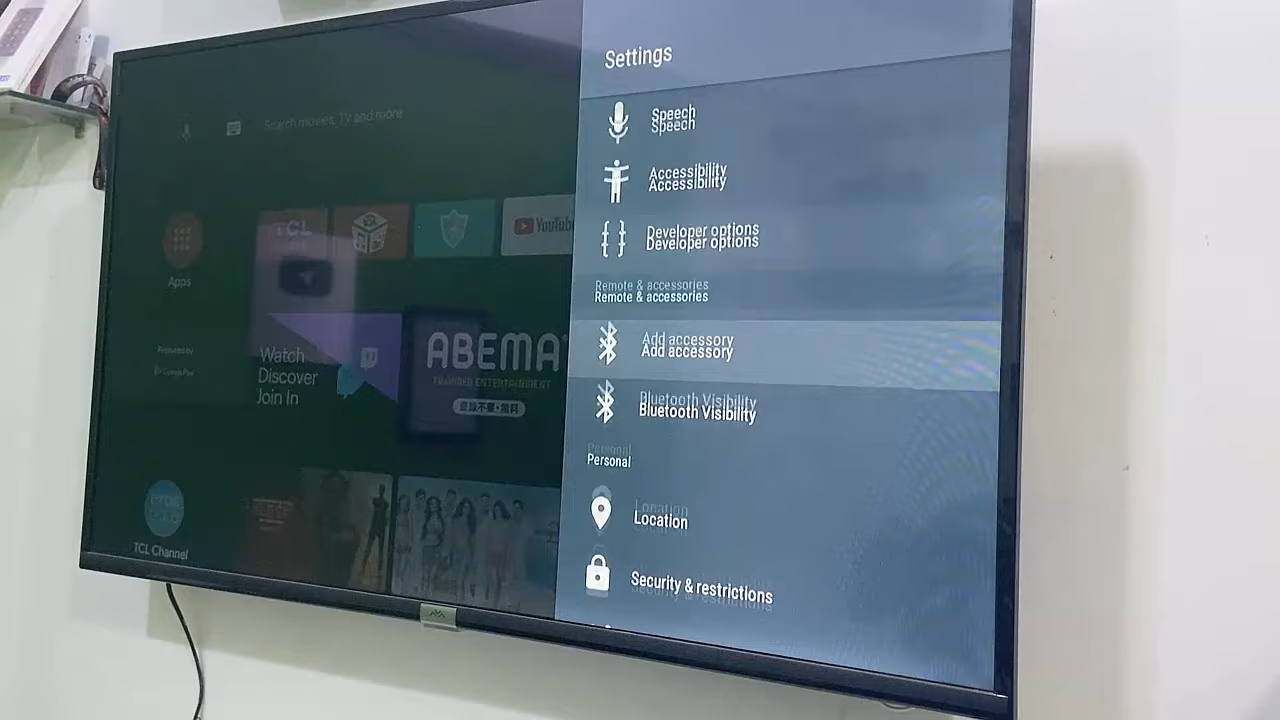 Settings
Speech
Accessibility
Developer options
Remote & accessories
Add accessory
Bluetooth Visibility
Personal
Location
Security & restrictions
Search movies, TV and more
TCL
YouTube
Apps
Watch
Discover
Join In
ABEMA
TCL Channel